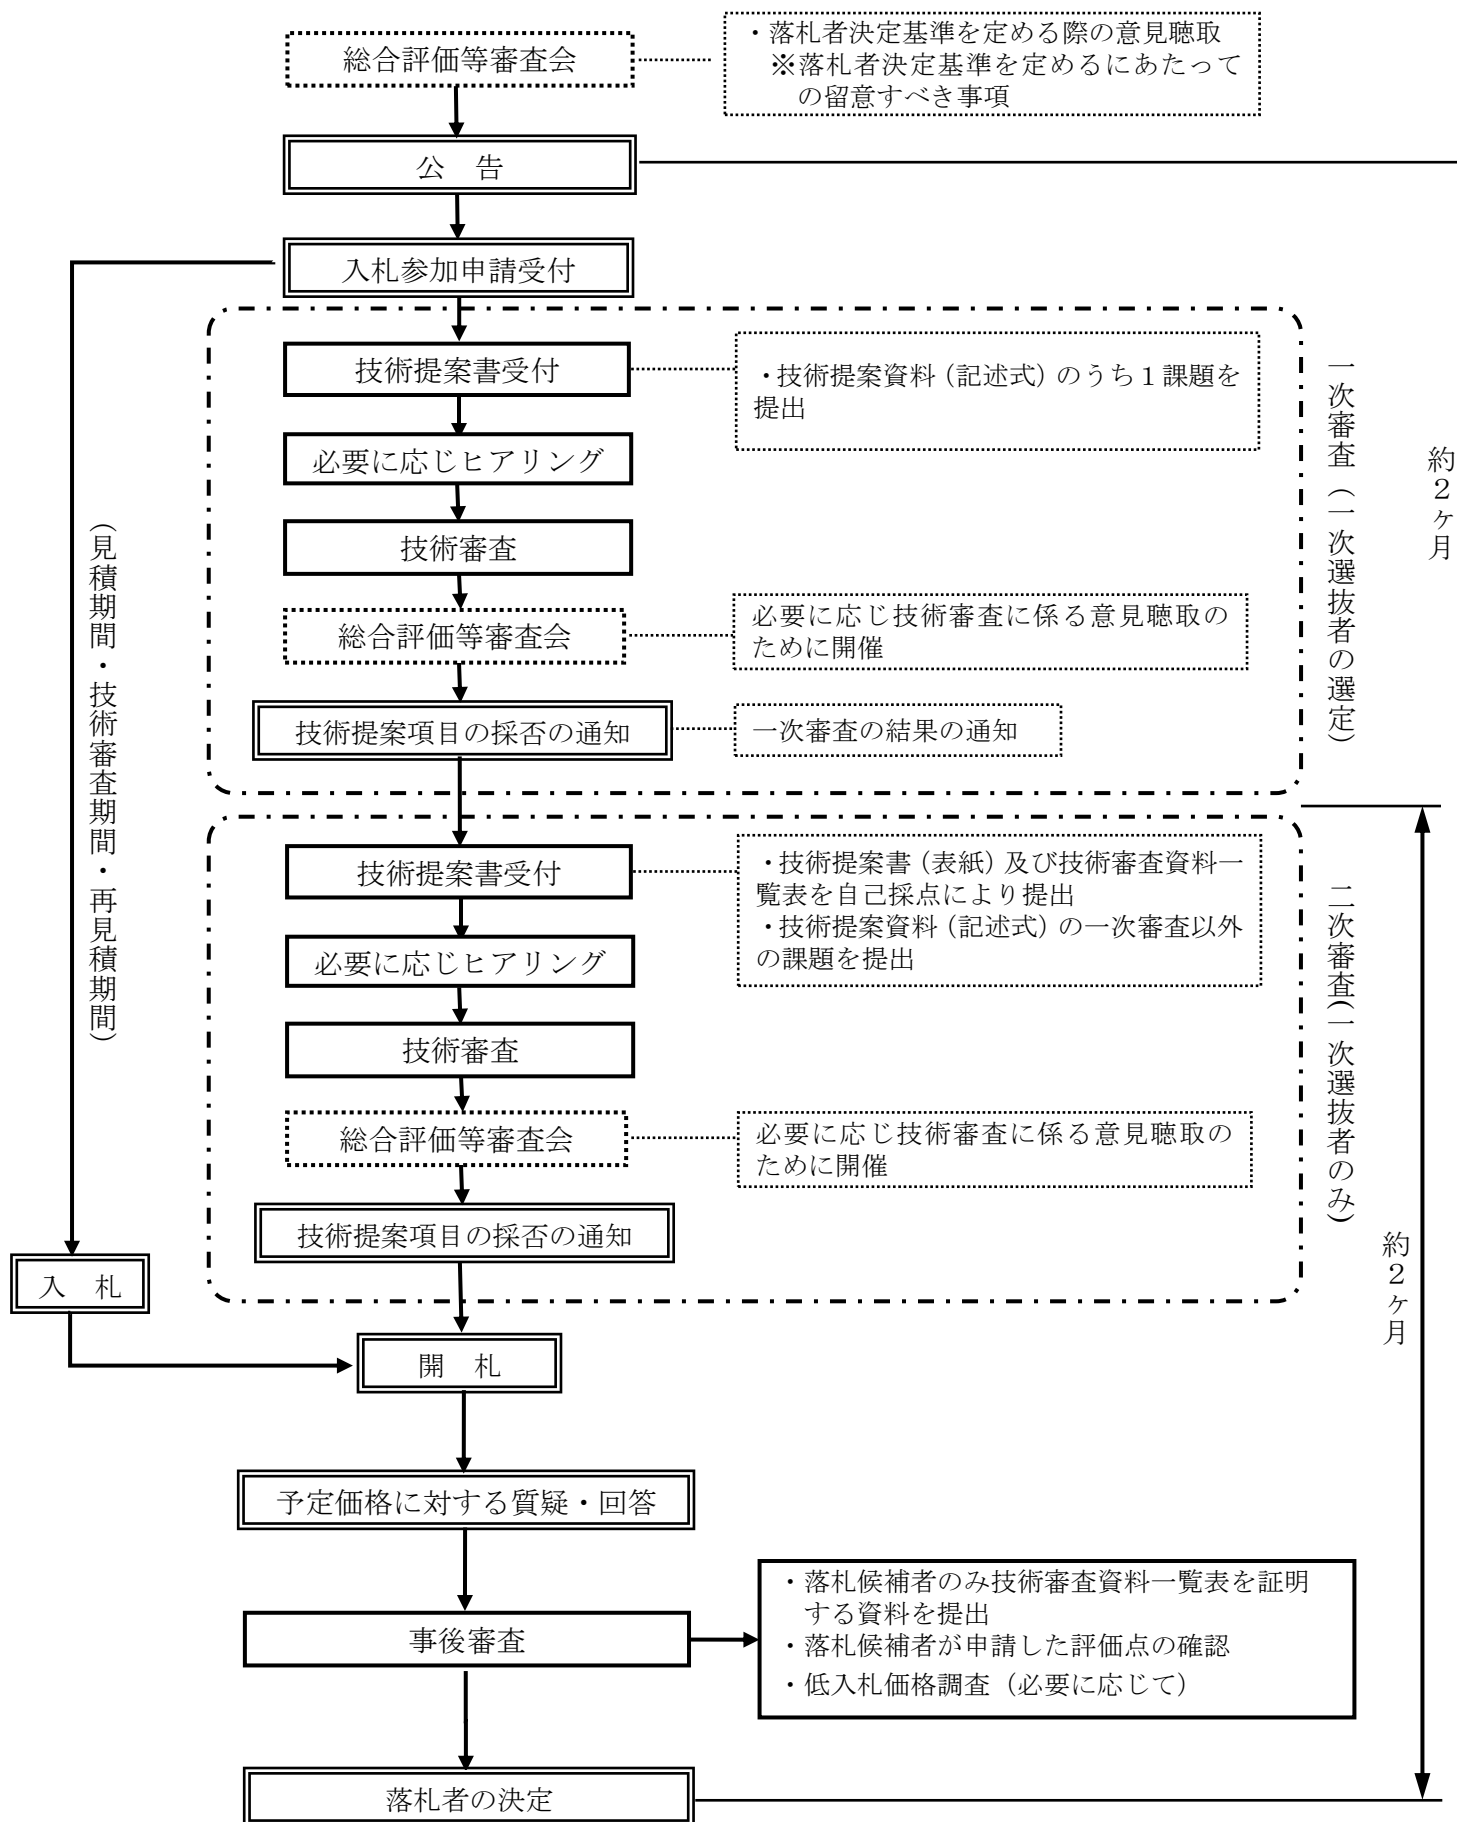 総合評価等審査会
・落札者決定基準を定める際の意見聴取
※落札者決定基準を定めるにあたって
の留意すべき事項
公　告
入札参加申請受付
技術提案書受付
・技術提案資料（記述式）のうち１課題を
提出
必要に応じヒアリング
技術審査
総合評価等審査会
必要に応じ技術審査に係る意見聴取の
ために開催
技術提案項目の採否の通知
一次審査の結果の通知
一次審査（一次選抜者の選定）
約２ヶ月
（見積期間・技術審査期間・再見積期間）
技術提案書受付
・技術提案書（表紙）及び技術審査資料一
覧表を自己採点により提出
・技術提案資料（記述式）の一次審査以外
の課題を提出
必要に応じヒアリング
技術審査
総合評価等審査会
必要に応じ技術審査に係る意見聴取の
ために開催
技術提案項目の採否の通知
二次審査（一次選抜者のみ）
約２ヶ月
入　札
開　札
予定価格に対する質疑・回答
事後審査
・落札候補者のみ技術審査資料一覧表を証明
する資料を提出
・落札候補者が申請した評価点の確認
・低入札価格調査（必要に応じて）
落札者の決定